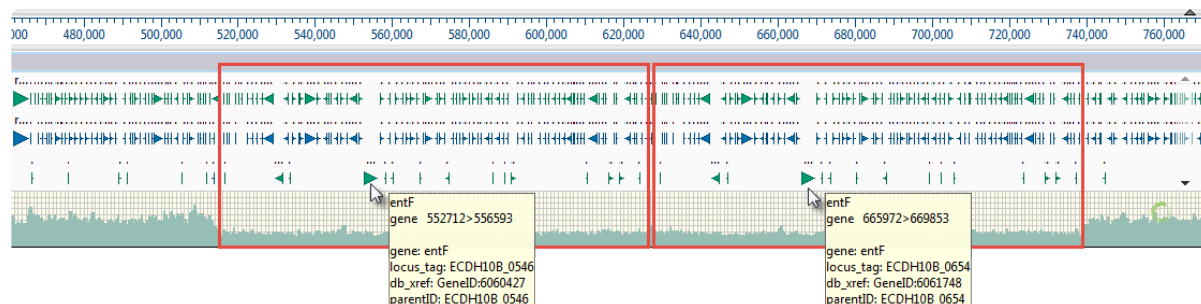 000 480,000 500,000 520,000 540,000 560,000 580,000 600,000 620,000 640,000 660,000 680,000 700,000 720,000 740,000 760,000
r...
r...
entF
gene 552712>556593
gene: entF
locus_tag: ECDH10B_0546
db_xref: GeneID:6060427
parentID: ECDH10B_0546
entF
gene 665972>669853
gene: entF
locus_tag: ECDH10B_0654
db_xref: GeneID:6061748
parentID: ECDH10B_0654